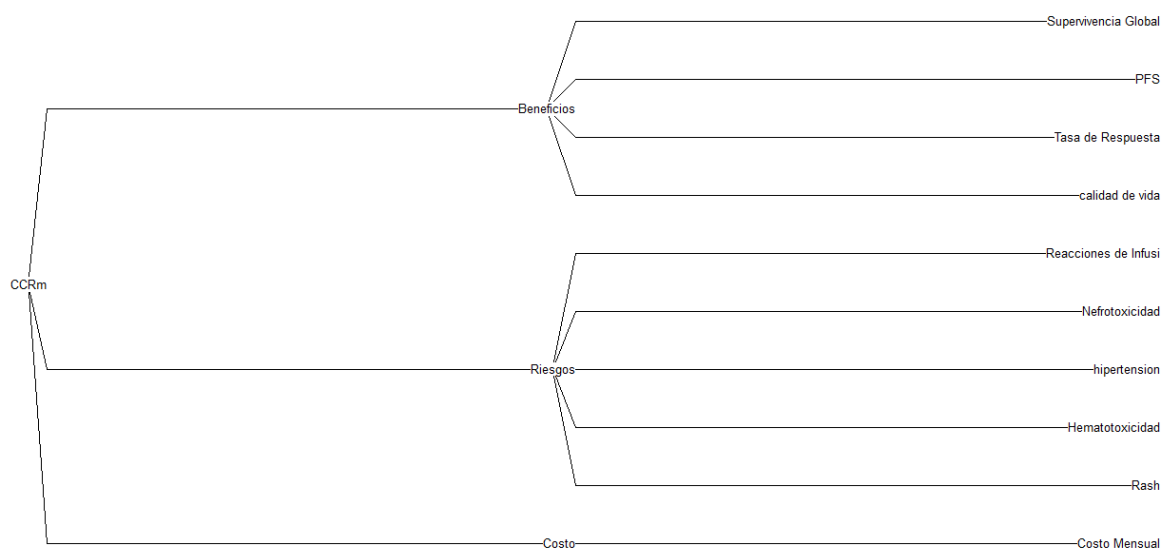 Supervivencia Global
PFS
Beneficios
Tasa de Respuesta
calidad de vida
Reacciones de Infusi
CCRm
Nefrotoxicidad
Riesgos
hipertension
Hematotoxicidad
Rash
Costo
Costo Mensual